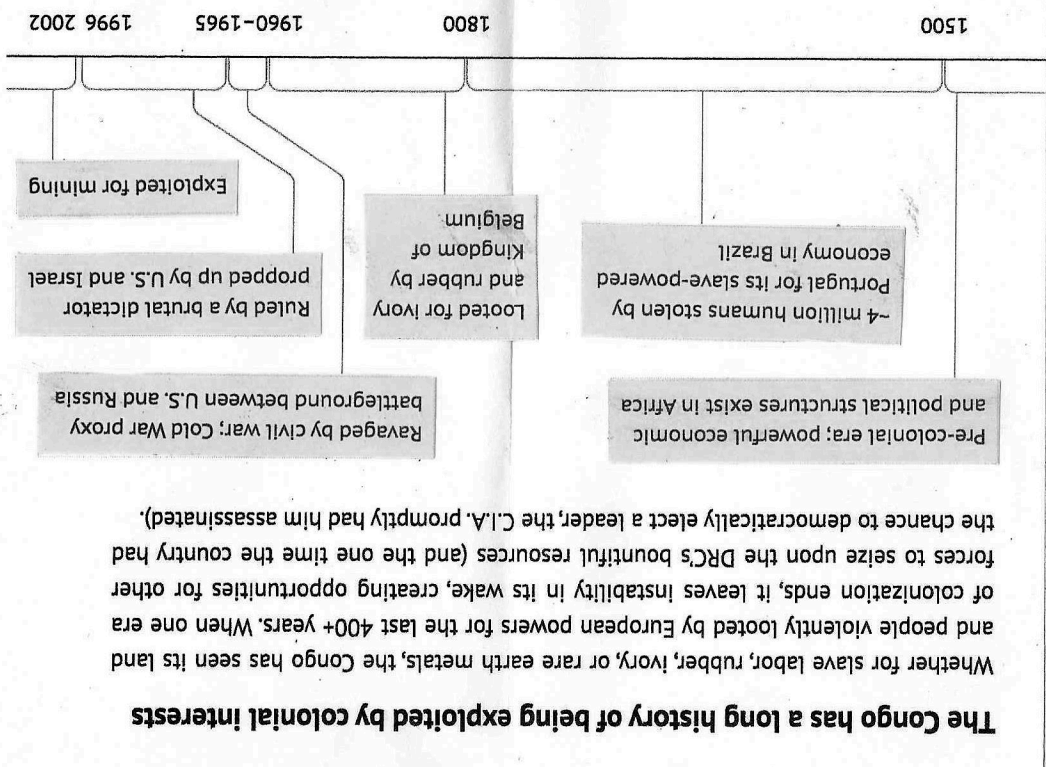 The Congo has a long history of being exploited by colonial interests
Whether for slave labor, rubber, ivory, or rare earth metals, the Congo has seen its land
and people violently looted by European powers for the last 400+ years. When one era
of colonization ends, it leaves instability in its wake, creating opportunities for other
forces to seize upon the DRC's bountiful resources (and the one time the country had
the chance to democratically elect a leader, the C.I.A. promptly had him assassinated).
Pre-colonial era; powerful economic
and political structures exist in Africa
~4 million humans stolen by
Portugal for its slave-powered
economy in Brazil
Looted for ivory
and rubber by
Kingdom of
Belgium
Ravaged by civil war; Cold War proxy
battleground between U.S. and Russia
Ruled by a brutal dictator
propped up by U.S. and Israel
Exploited for mining
1500
1800
1960–1965
1996
2002